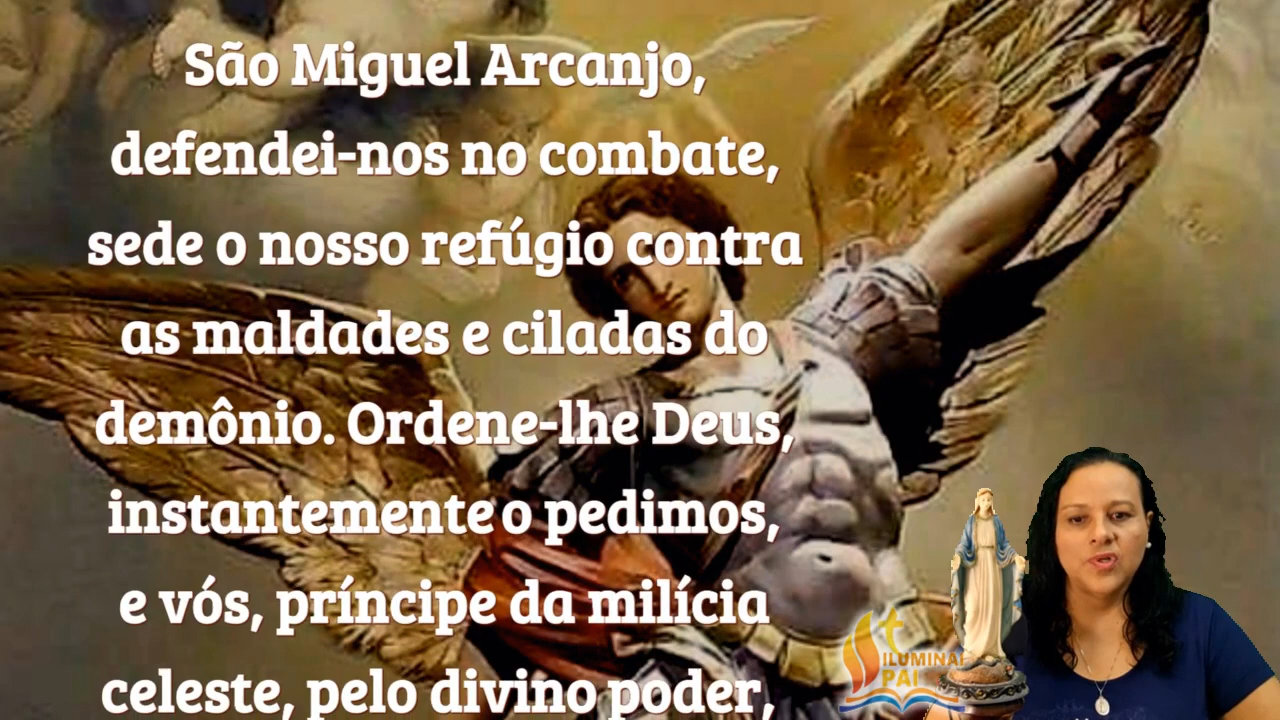 São Miguel Arcanjo,
defendei-nos no combate,
sede o nosso refúgio contra
as maldades e ciladas do
demônio. Ordene-lhe Deus,
instantemente o pedimos,
e vós, príncipe da milícia
celeste, pelo divino poder,
ILUMINAI
PAI